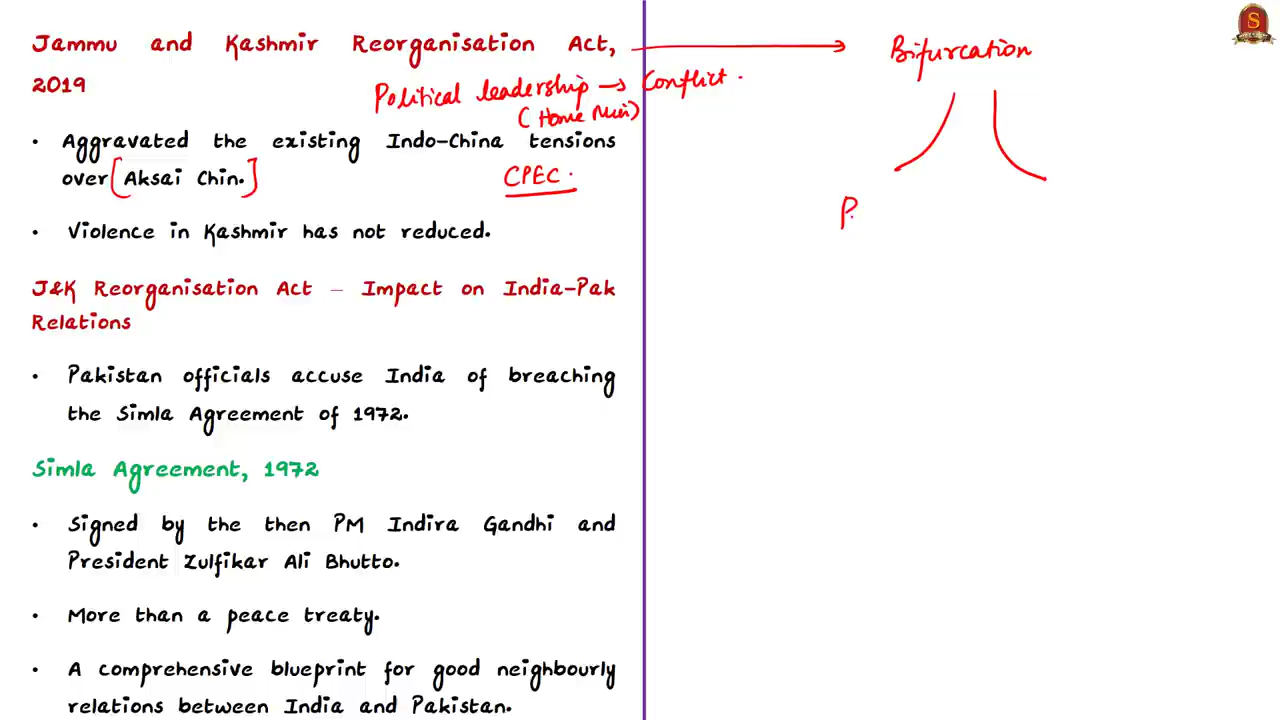 Jammu and Kashmir Reorganisation Act,
2019
Political leadership → Conflict.
(Home Min)
• Aggravated the existing Indo-China tensions
over [Aksai Chin.]
CPEC.
• Violence in Kashmir has not reduced.
J&K Reorganisation Act – Impact on India-Pak
Relations
• Pakistan officials accuse India of breaching
the Simla Agreement of 1972.
Simla Agreement, 1972
• Signed by the then PM Indira Gandhi and
President Zulfikar Ali Bhutto.
• More than a peace treaty.
• A comprehensive blueprint for good neighbourly
relations between India and Pakistan.
Bifurcation
P.
S